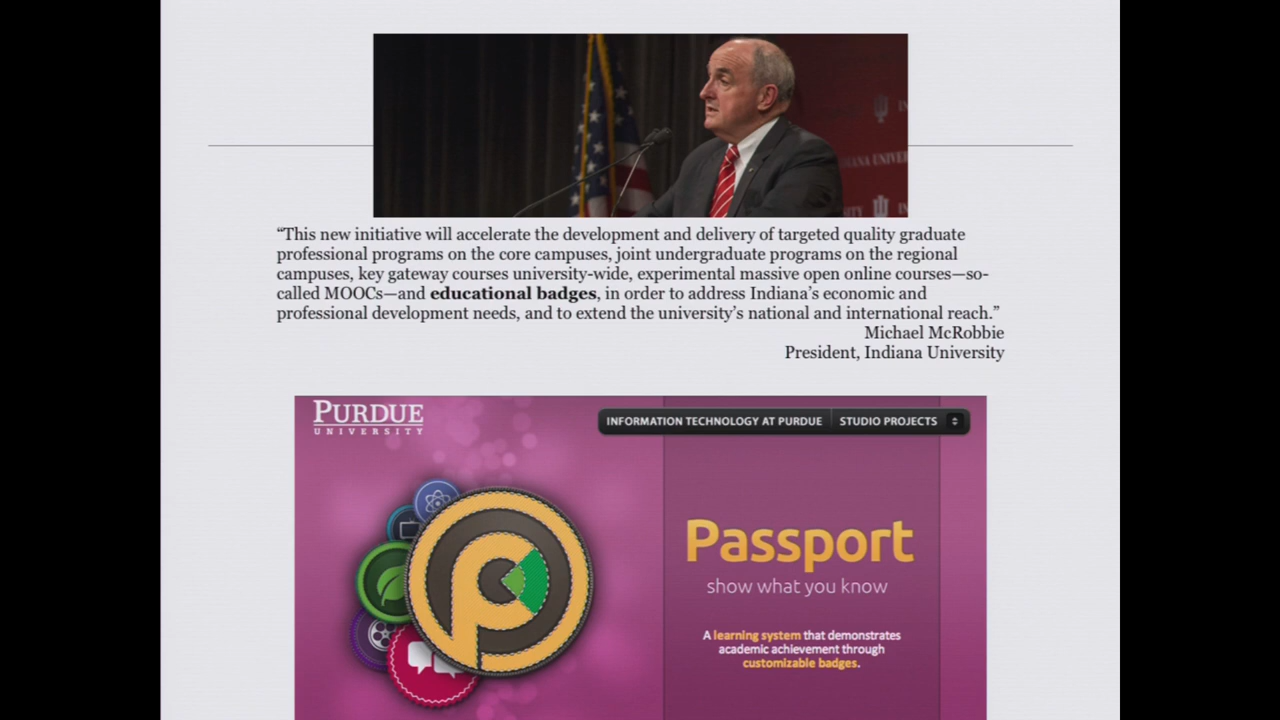 INDIANA UNIVERSITY
“This new initiative will accelerate the development and delivery of targeted quality graduate
professional programs on the core campuses, joint undergraduate programs on the regional
campuses, key gateway courses university-wide, experimental massive open online courses—so-
called MOOCs—and educational badges, in order to address Indiana’s economic and
professional development needs, and to extend the university’s national and international reach.”
Michael McRobbie
President, Indiana University
PURDUE
UNIVERSITY
INFORMATION TECHNOLOGY AT PURDUE
STUDIO PROJECTS
Passport
show what you know
A learning system that demonstrates
academic achievement through
customizable badges.